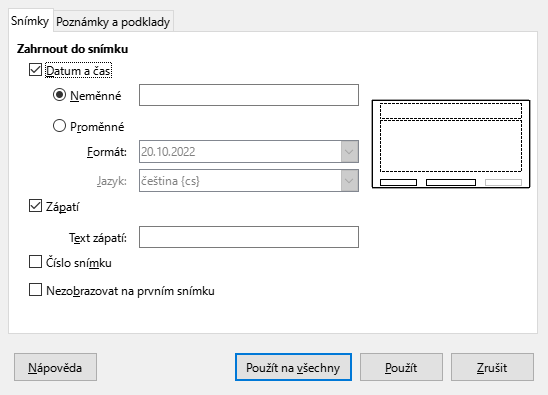 Snímky Poznámky a podklady
Zahrnout do snímku
Datum a čas
Neměnné
Proměnné
Formát: 20.10.2022
Jazyk: čeština {cs}
Zápatí
Text zápatí:
Číslo snímku
Nezobrazovat na prvním snímku
Nápověda Použít na všechny Použít Zrušit